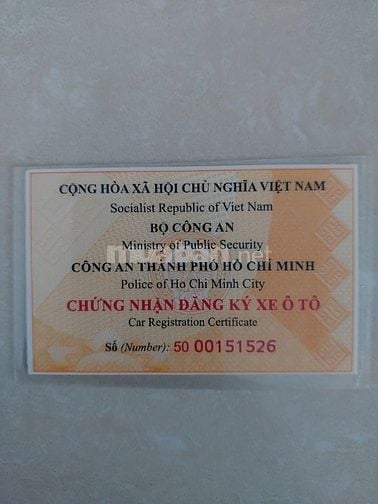 CỘNG HÒA XÃ HỘI CHỦ NGHĨA VIỆT NAM
Socialist Republic of Viet Nam
BỘ CÔNG AN
Ministry of Public Security
CÔNG AN THÀNH PHỐ HỒ CHÍ MINH
Police of Ho Chi Minh City
CHỨNG NHẬN ĐĂNG KÝ XE Ô TÔ
Car Registration Certificate
Số (Number): 50 00151526